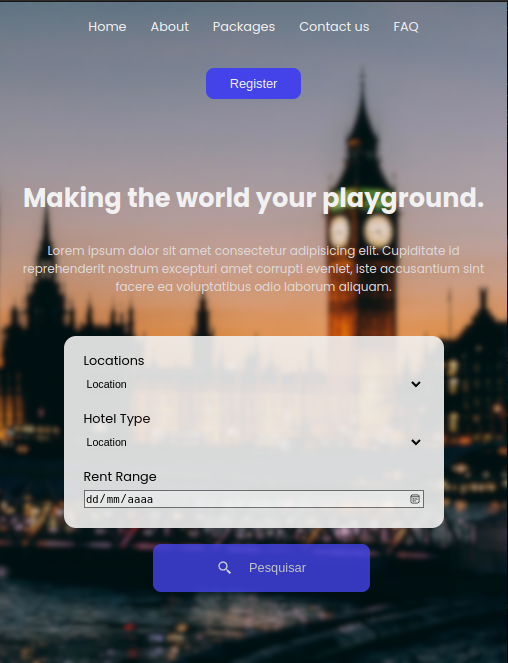 Home About Packages Contact us FAQ
Register
Making the world your playground.
Lorem ipsum dolor sit amet consectetur adipisicing elit. Cupiditate id
reprehenderit nostrum excepturi amet corrupti eveniet, iste accusantium sint
facere ea voluptatibus odio laborum aliquam.
Locations
Location
Hotel Type
Location
Rent Range
dd/mm/aaaa
Pesquisar